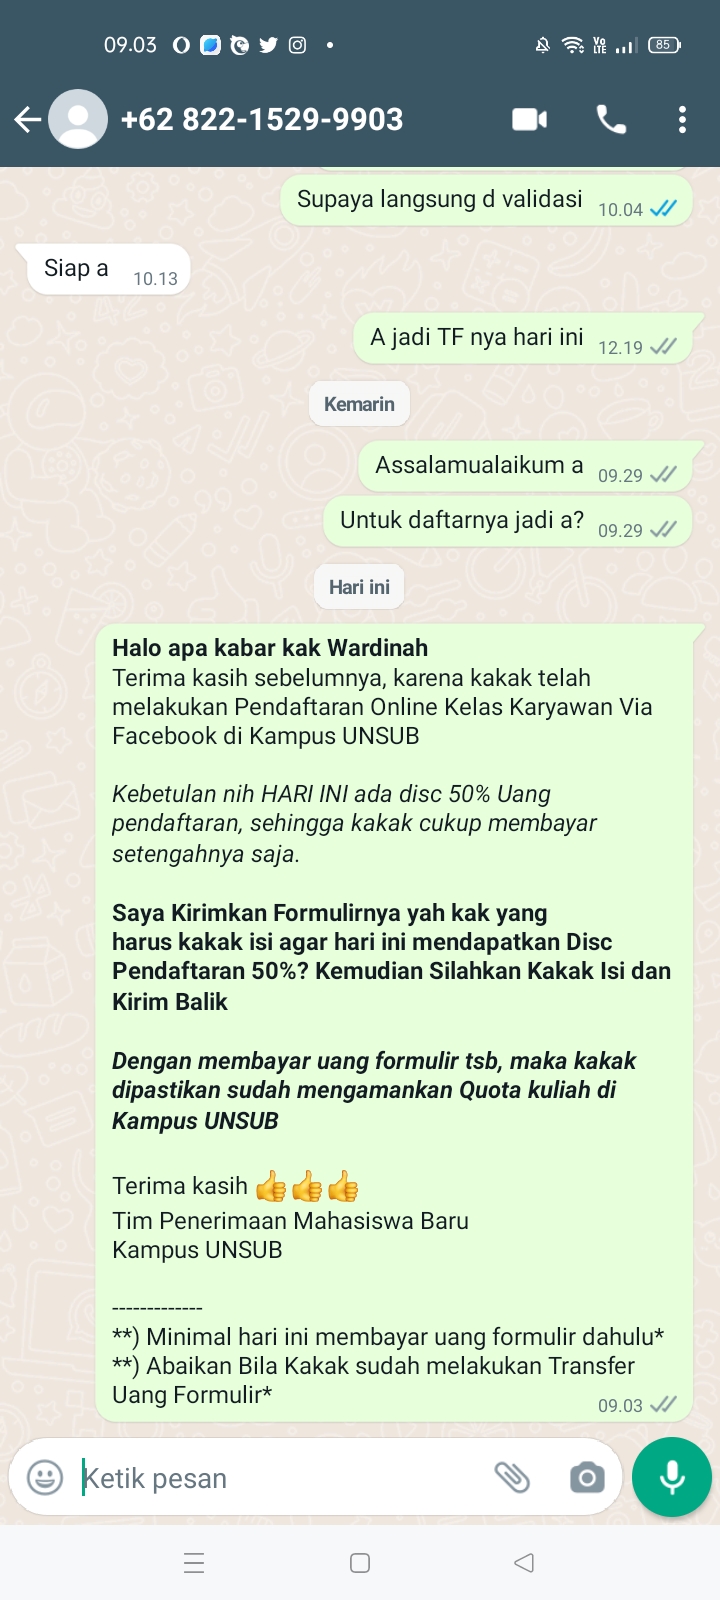 09.03
Vo
LTE
85
+62 822-1529-9903
Supaya langsung d validasi 10.04
Siap a 10.13
A jadi TF nya hari ini 12.19
Kemarin
Assalamualaikum a 09.29
Untuk daftarnya jadi a? 09.29
Hari ini
Halo apa kabar kak Wardinah
Terima kasih sebelumnya, karena kakak telah
melakukan Pendaftaran Online Kelas Karyawan Via
Facebook di Kampus UNSUB
Kebetulan nih HARI INI ada disc 50% Uang
pendaftaran, sehingga kakak cukup membayar
setengahnya saja.
Saya Kirimkan Formulirnya yah kak yang
harus kakak isi agar hari ini mendapatkan Disc
Pendaftaran 50%? Kemudian Silahkan Kakak Isi dan
Kirim Balik
Dengan membayar uang formulir tsb, maka kakak
dipastikan sudah mengamankan Quota kuliah di
Kampus UNSUB
Terima kasih 👍👍👍
Tim Penerimaan Mahasiswa Baru
Kampus UNSUB
-------------
**) Minimal hari ini membayar uang formulir dahulu*
**) Abaikan Bila Kakak sudah melakukan Transfer
Uang Formulir* 09.03
Ketik pesan